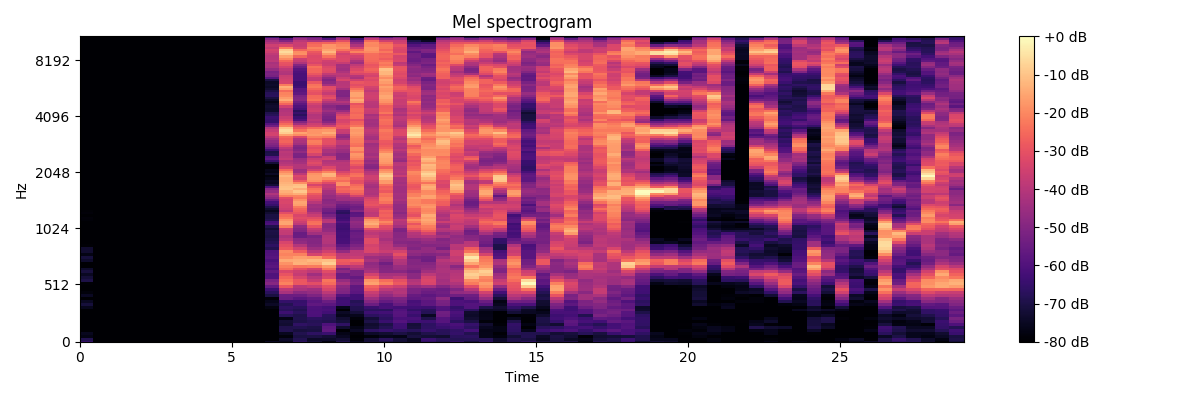 Mel spectrogram
Hz
8192
4096
2048
1024
512
0
0 5 10 15 20 25
Time
+0 dB
-10 dB
-20 dB
-30 dB
-40 dB
-50 dB
-60 dB
-70 dB
-80 dB